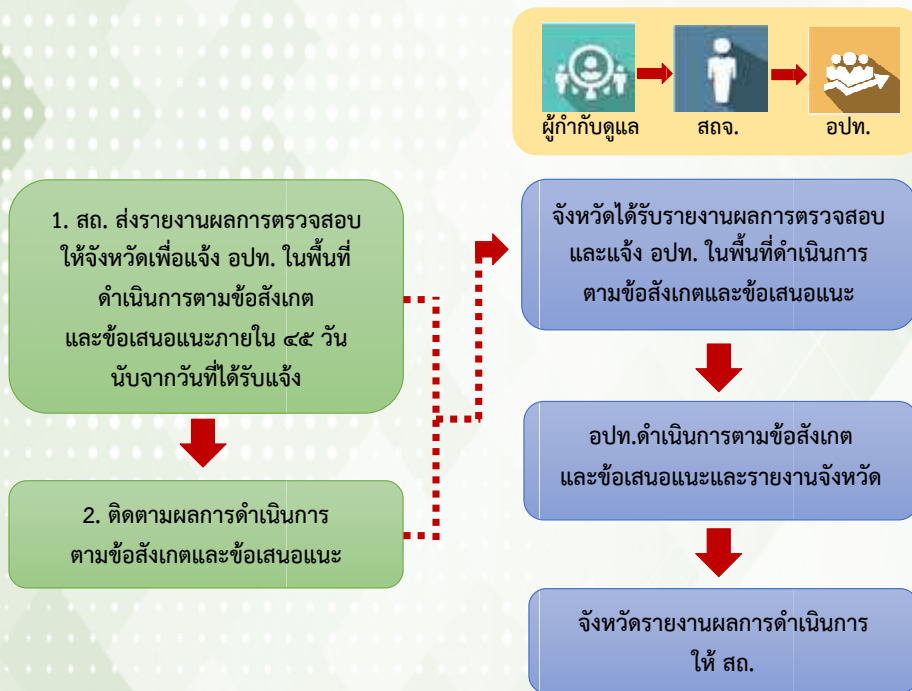 ผู้กำกับดูแล
สถจ.
อปท.
1. สถ. ส่งรายงานผลการตรวจสอบ
ให้จังหวัดเพื่อแจ้ง อปท. ในพื้นที่
ดำเนินการตามข้อสังเกต
และข้อเสนอแนะภายใน ๔๕ วัน
นับจากวันที่ได้รับแจ้ง
2. ติดตามผลการดำเนินการ
ตามข้อสังเกตและข้อเสนอแนะ
จังหวัดได้รับรายงานผลการตรวจสอบ
และแจ้ง อปท. ในพื้นที่ดำเนินการ
ตามข้อสังเกตและข้อเสนอแนะ
อปท.ดำเนินการตามข้อสังเกต
และข้อเสนอแนะและรายงานจังหวัด
จังหวัดรายงานผลการดำเนินการ
ให้ สถ.